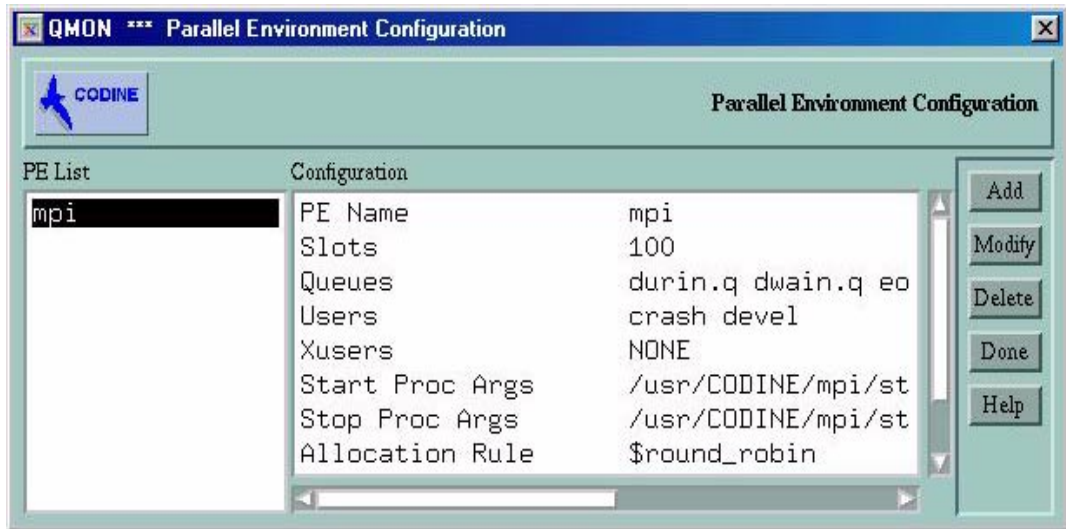 QMON *** Parallel Environment Configuration
CODINE
Parallel Environment Configuration
PE List
Configuration
mpi
PE Name mpi
Slots 100
Queues durin.q dwain.q eo
Users crash devel
Xusers NONE
Start Proc Args /usr/CODINE/mpi/st
Stop Proc Args /usr/CODINE/mpi/st
Allocation Rule $round_robin
Add
Modify
Delete
Done
Help